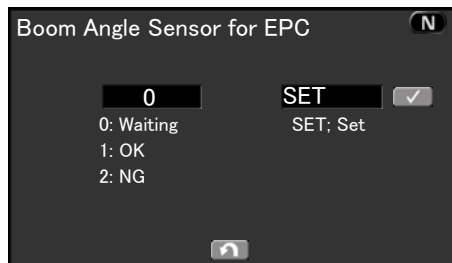 Boom Angle Sensor for EPC N
0 SET
0: Waiting SET; Set
1: OK
2: NG